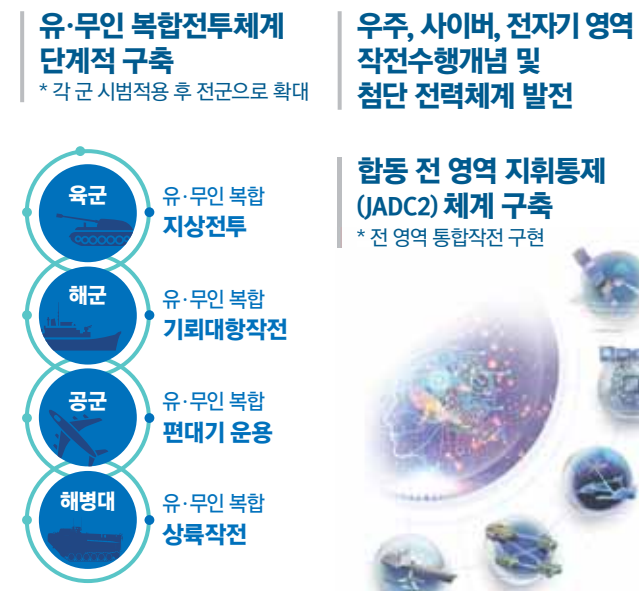 유·무인 복합전투체계
단계적 구축
* 각 군 시범적용 후 전군으로 확대
육군
유·무인 복합
지상전투
해군
유·무인 복합
기뢰대항작전
공군
유·무인 복합
편대기 운용
해병대
유·무인 복합
상륙작전
우주, 사이버, 전자기 영역
작전수행개념 및
첨단 전력체계 발전
합동 전 영역 지휘통제
(JADC2) 체계 구축
* 전 영역 통합작전 구현